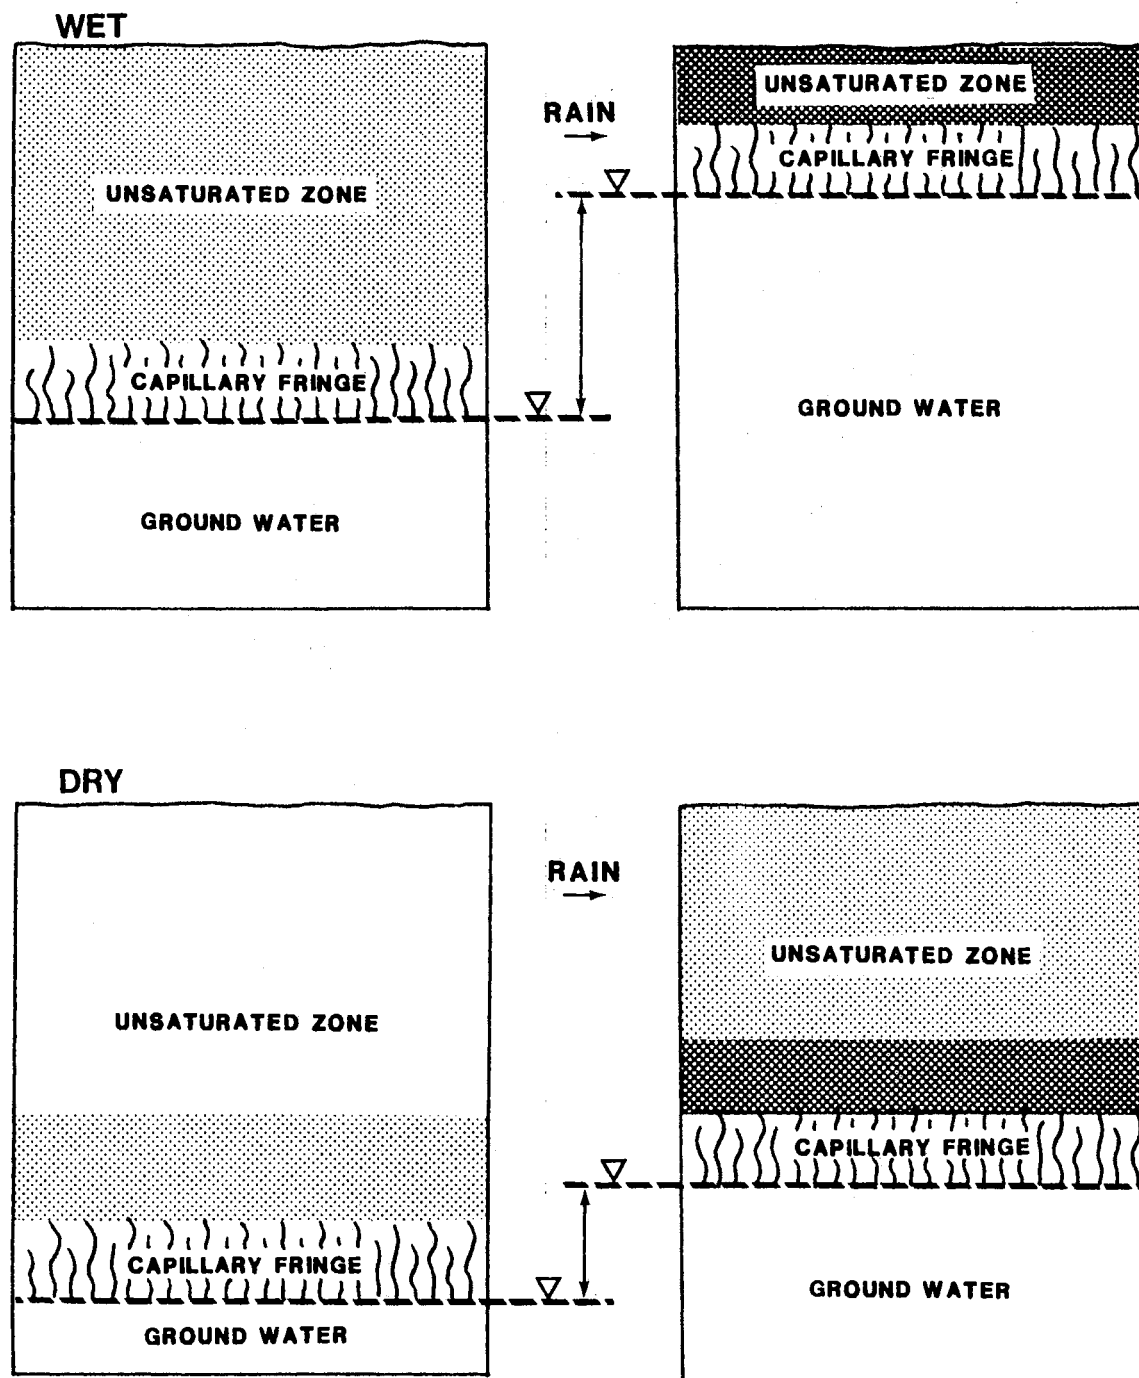 WET
UNSATURATED ZONE
CAPILLARY FRINGE
GROUND WATER
RAIN
UNSATURATED ZONE
CAPILLARY FRINGE
GROUND WATER
DRY
UNSATURATED ZONE
CAPILLARY FRINGE
GROUND WATER
RAIN
UNSATURATED ZONE
CAPILLARY FRINGE
GROUND WATER